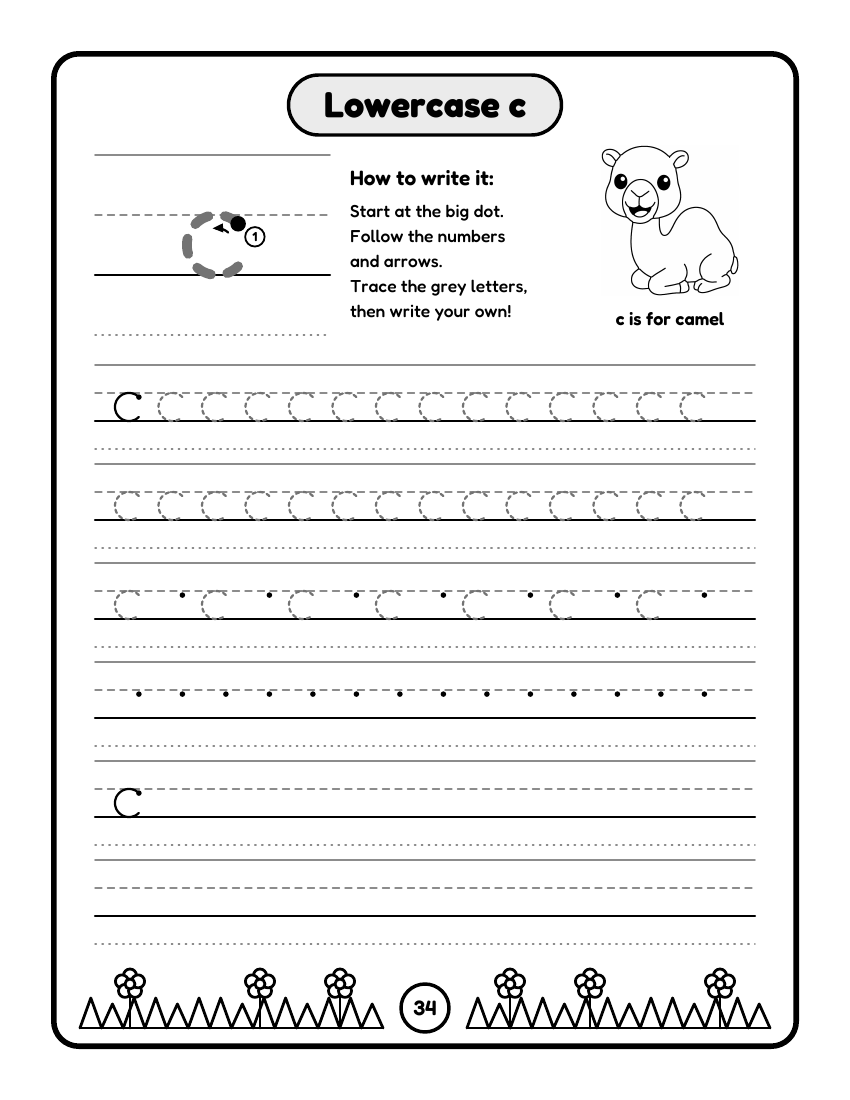 Lowercase c
How to write it:
Start at the big dot.
Follow the numbers
and arrows.
Trace the grey letters,
then write your own!
c 1
c is for camel
c c c c c c c c c c c c c c
c c c c c c c c c c c c c c
c c c c c c c
c
34